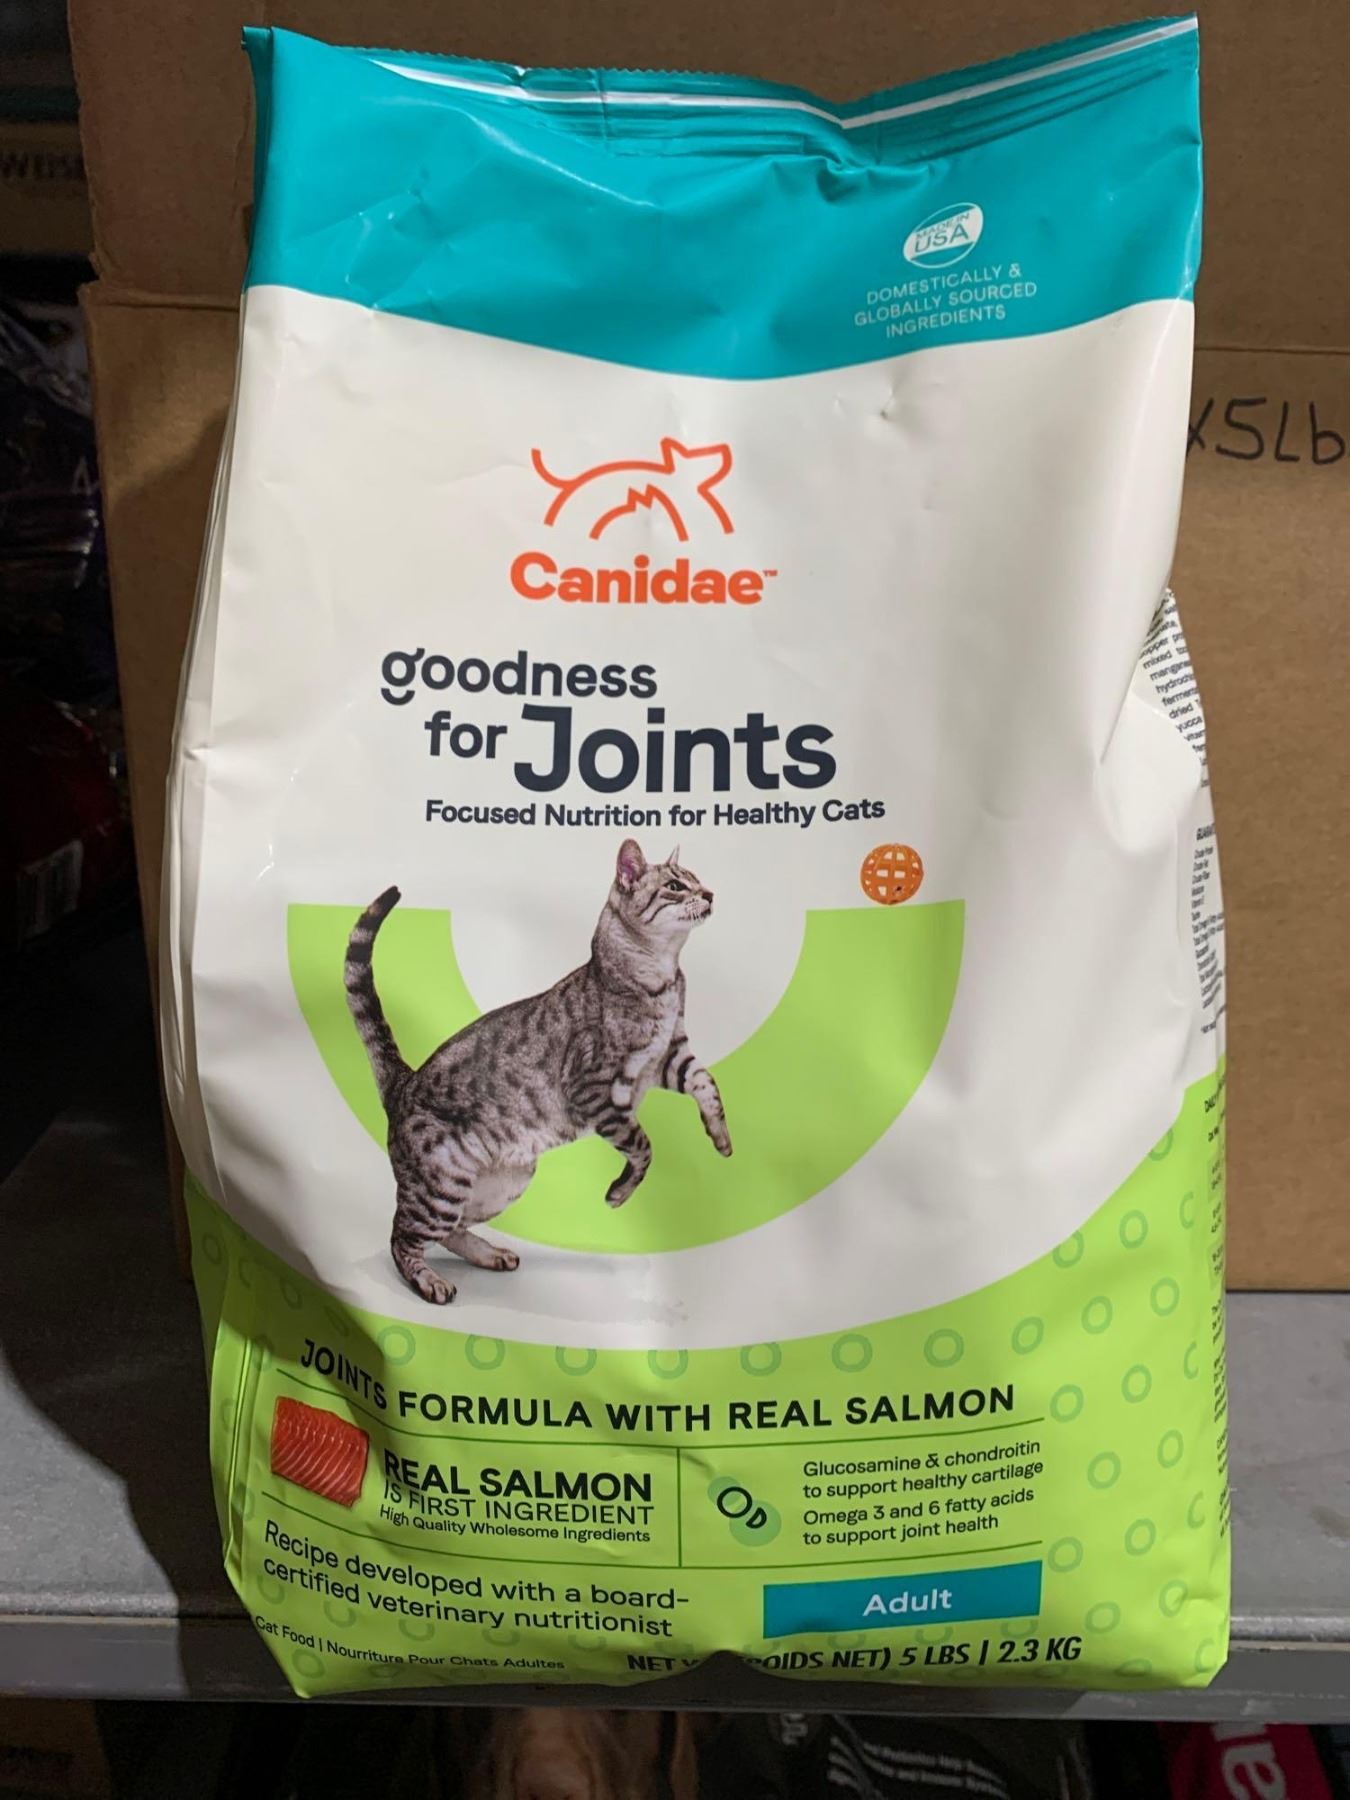 MADE IN
USA
DOMESTICALLY &
GLOBALLY SOURCED
INGREDIENTS
X5Lb
Canidae™
goodness
for Joints
Focused Nutrition for Healthy Cats
JOINTS FORMULA WITH REAL SALMON
REAL SALMON
IS FIRST INGREDIENT
High Quality Wholesome Ingredients
Glucosamine & chondroitin
to support healthy cartilage
Omega 3 and 6 fatty acids
to support joint health
Recipe developed with a board-
certified veterinary nutritionist
Adult
Cat Food | Nourriture Pour Chats Adultes
NET NET) 5 LBS | 2.3 KG